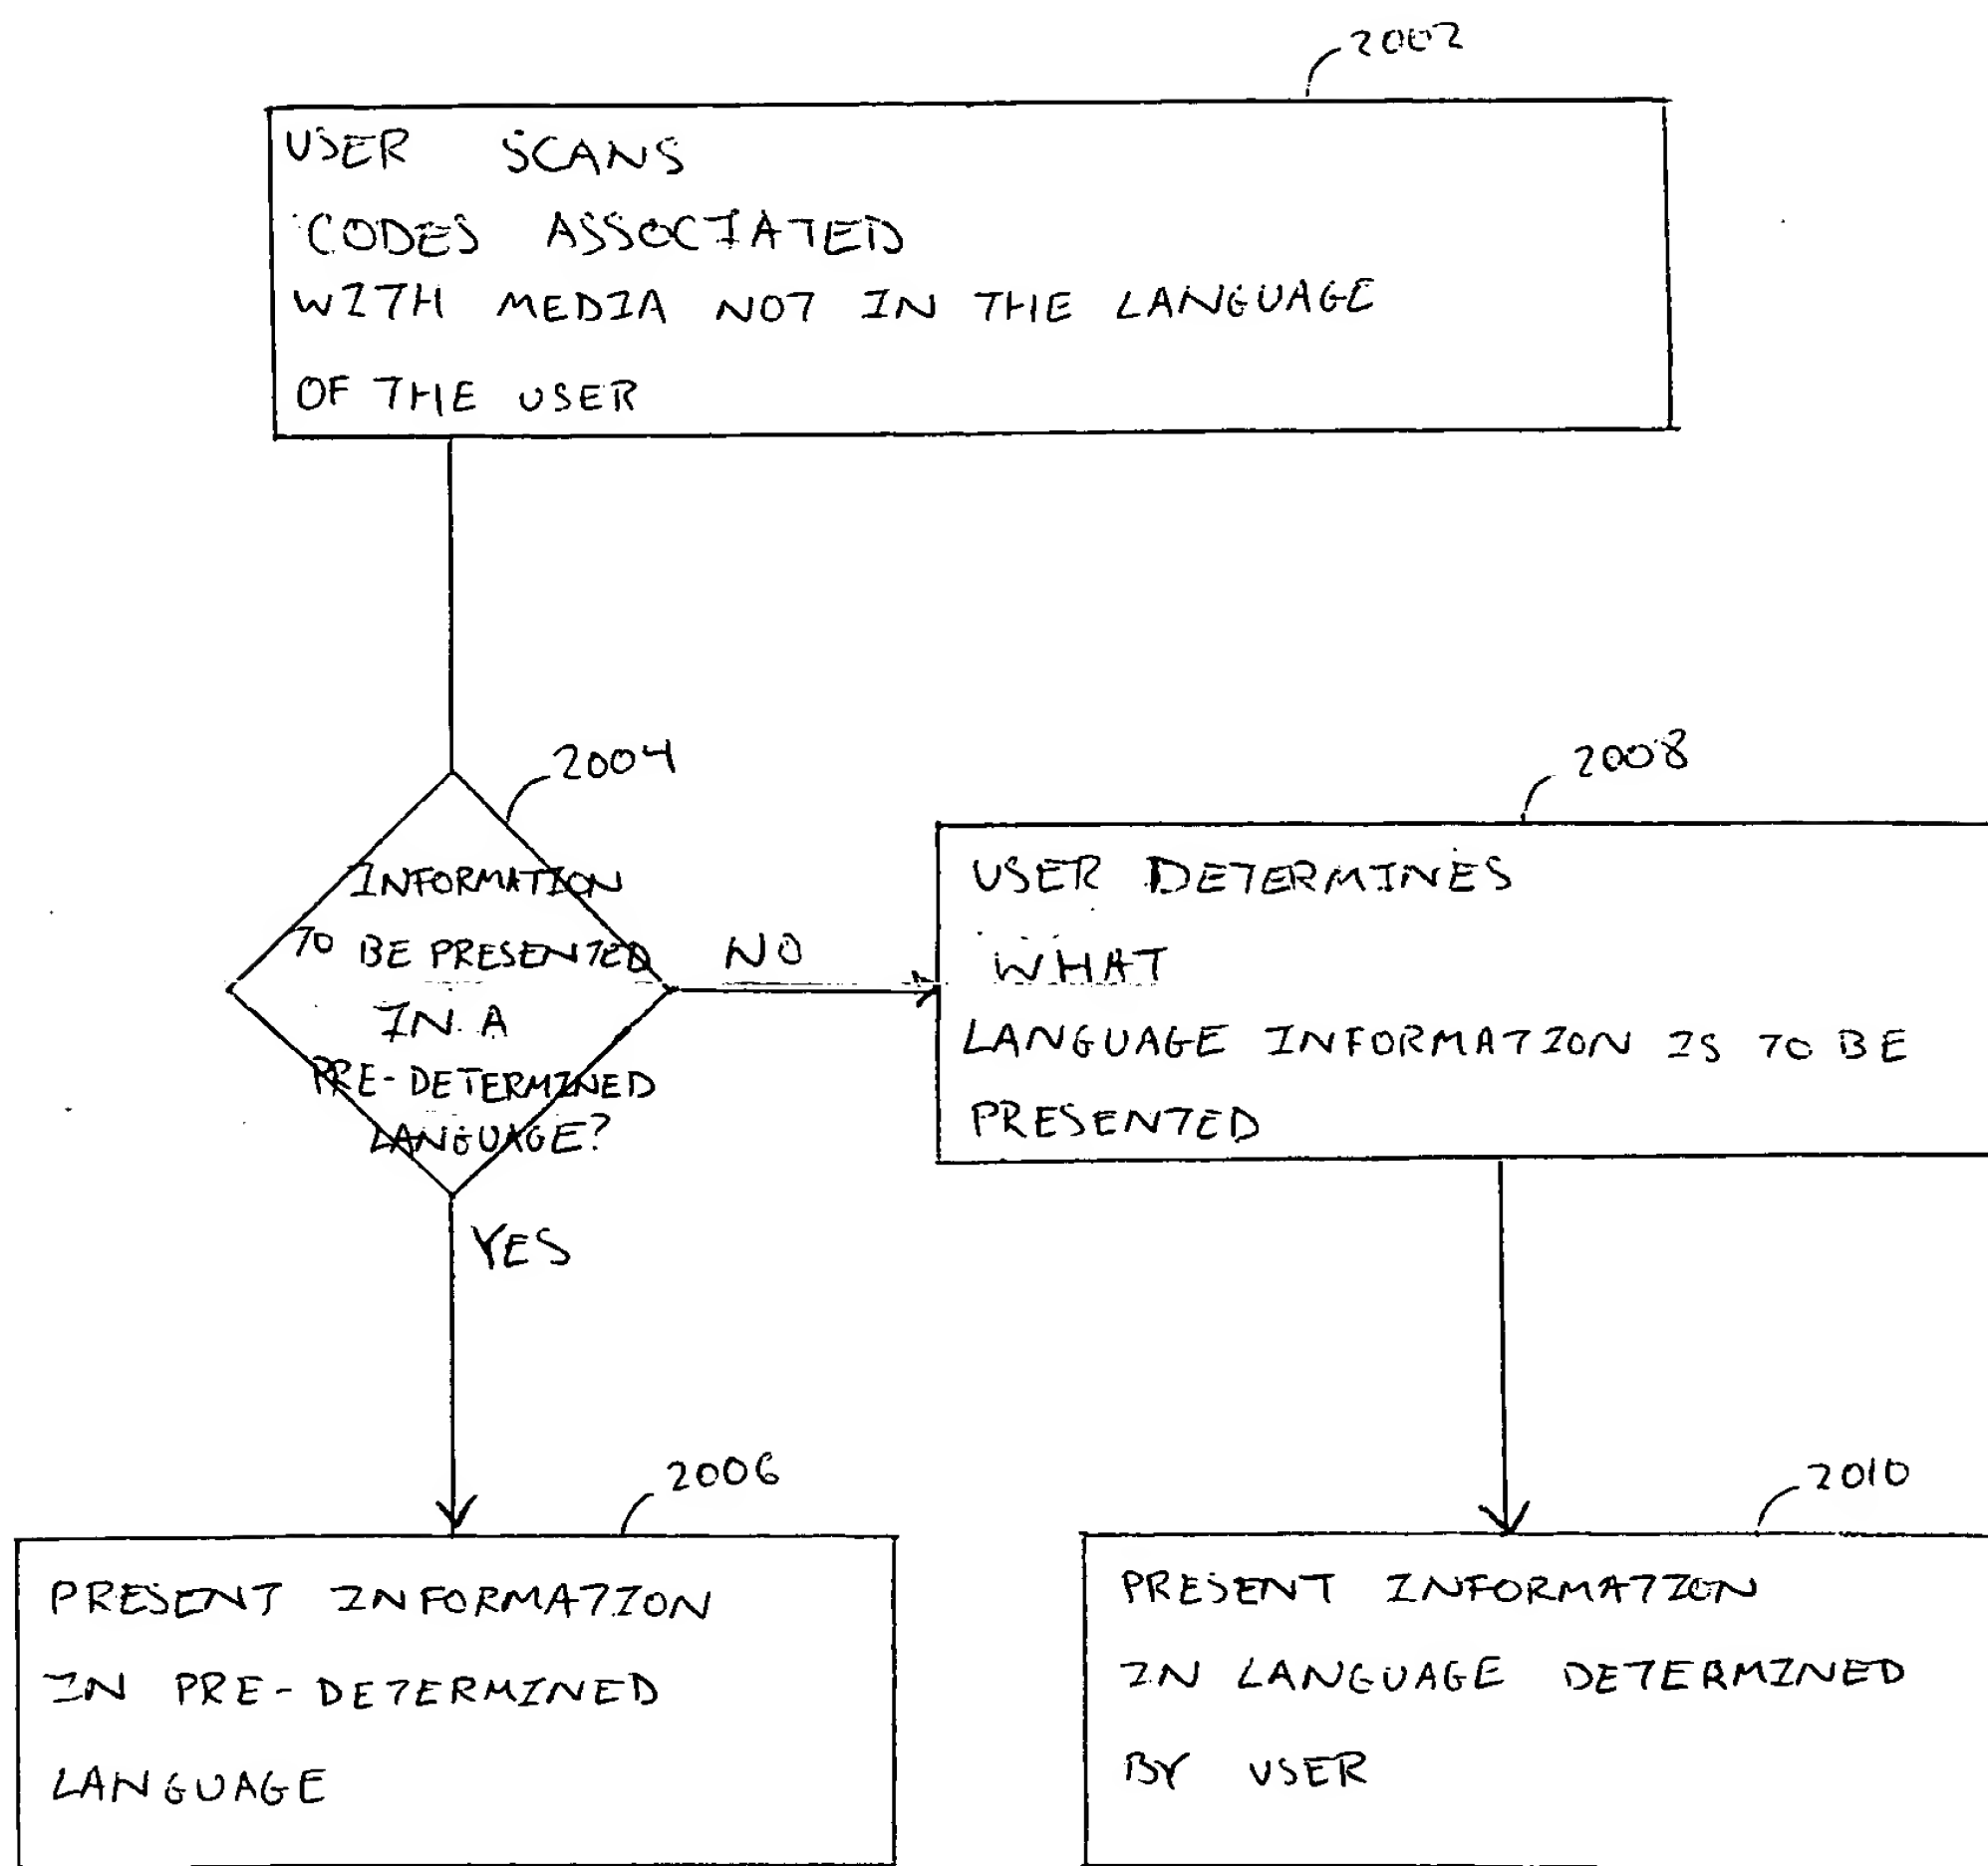 2002
USER SCANS
CODES ASSOCIATED
WITH MEDIA NOT IN THE LANGUAGE
OF THE USER
2004
INFORMATION
TO BE PRESENTED
IN A
PRE-DETERMINED
LANGUAGE?
NO
2008
USER DETERMINES
WHAT
LANGUAGE INFORMATION IS TO BE
PRESENTED
YES
2006
PRESENT INFORMATION
IN PRE-DETERMINED
LANGUAGE
2010
PRESENT INFORMATION
IN LANGUAGE DETERMINED
BY USER